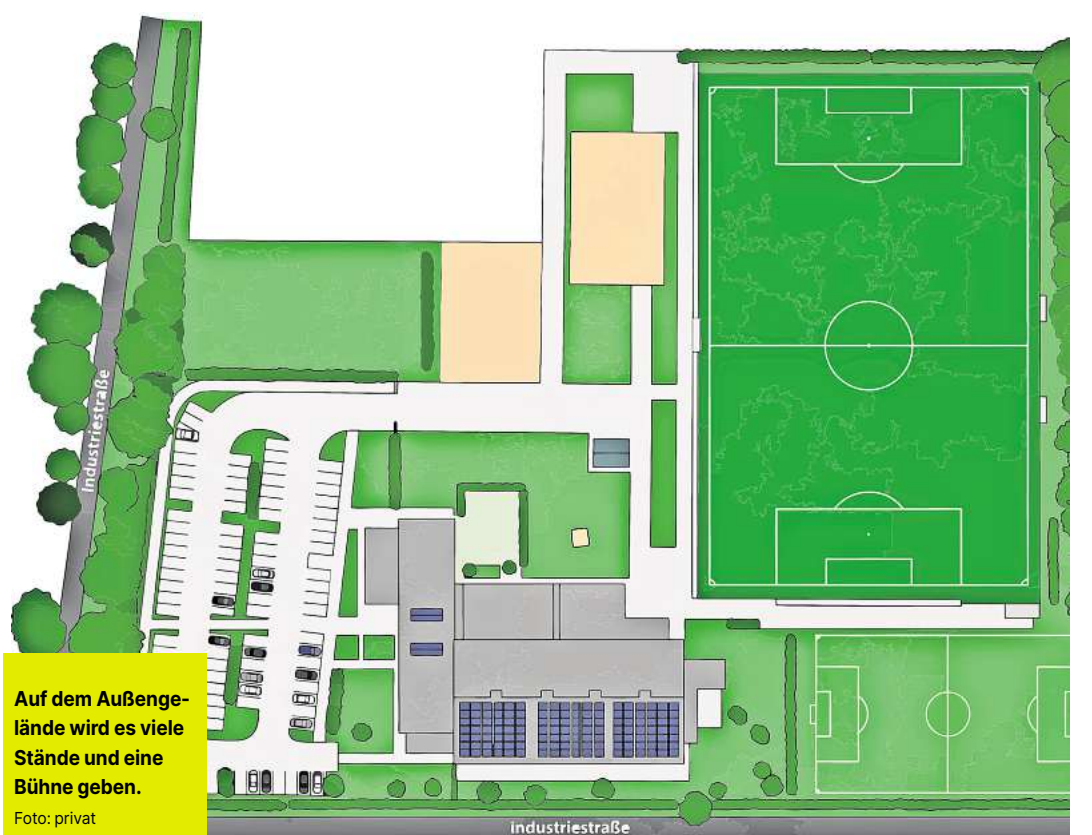 Industriestraße
Auf dem Außenge-
lände wird es viele
Stände und eine
Bühne geben.
Foto: privat
Industriestraße